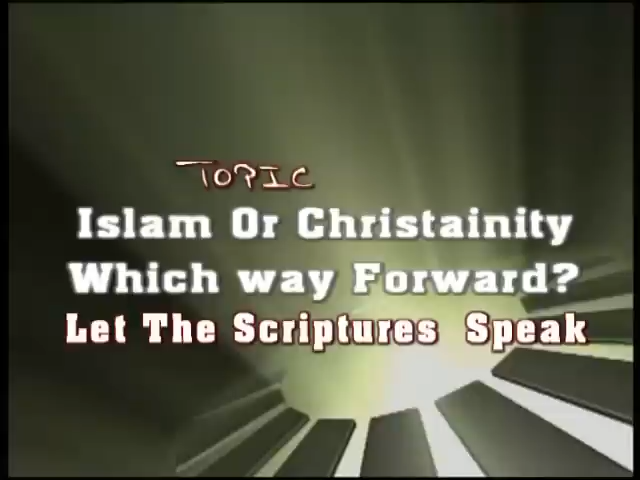 TOPIC
Islam Or Christainity
Which way Forward?
Let The Scriptures Speak